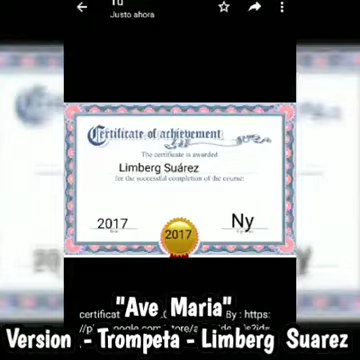 Tú
Justo ahora
Certificate of achievement
The certificate is awarded
Limberg Suárez
for the successful completion of the course:
2017
2017
Ny
"Ave Maria"
certificat By : https:
Version - Trompeta - Limberg Suarez